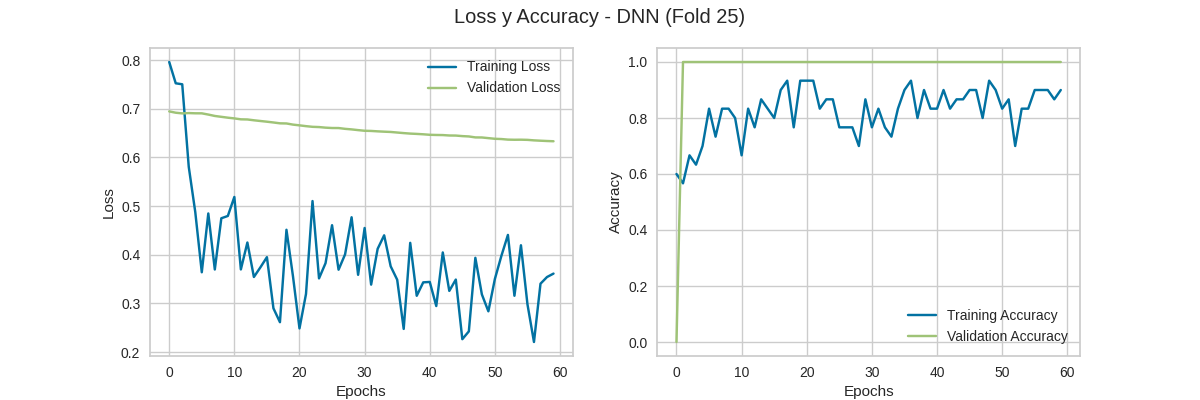 Loss y Accuracy - DNN (Fold 25)
0.8
0.7
0.6
0.5
0.4
0.3
0.2
Loss
0 10 20 30 40 50 60
Epochs
Training Loss
Validation Loss
1.0
0.8
0.6
0.4
0.2
0.0
Accuracy
0 10 20 30 40 50 60
Epochs
Training Accuracy
Validation Accuracy